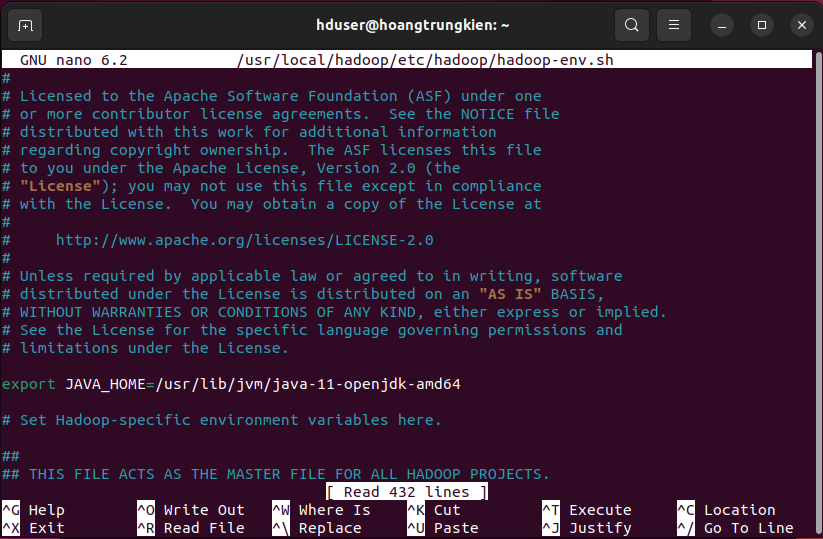 hduser@hoangtrungkien: ~
GNU nano 6.2 /usr/local/hadoop/etc/hadoop/hadoop-env.sh
#
# Licensed to the Apache Software Foundation (ASF) under one
# or more contributor license agreements.  See the NOTICE file
# distributed with this work for additional information
# regarding copyright ownership.  The ASF licenses this file
# to you under the Apache License, Version 2.0 (the
# "License"); you may not use this file except in compliance
# with the License.  You may obtain a copy of the License at
#
#     http://www.apache.org/licenses/LICENSE-2.0
#
# Unless required by applicable law or agreed to in writing, software
# distributed under the License is distributed on an "AS IS" BASIS,
# WITHOUT WARRANTIES OR CONDITIONS OF ANY KIND, either express or implied.
# See the License for the specific language governing permissions and
# limitations under the License.
export JAVA_HOME=/usr/lib/jvm/java-11-openjdk-amd64
# Set Hadoop-specific environment variables here.
##
## THIS FILE ACTS AS THE MASTER FILE FOR ALL HADOOP PROJECTS.
[ Read 432 lines ]
^G Help ^O Write Out ^W Where Is ^K Cut ^T Execute ^C Location
^X Exit ^R Read File ^\ Replace ^U Paste ^J Justify ^/ Go To Line